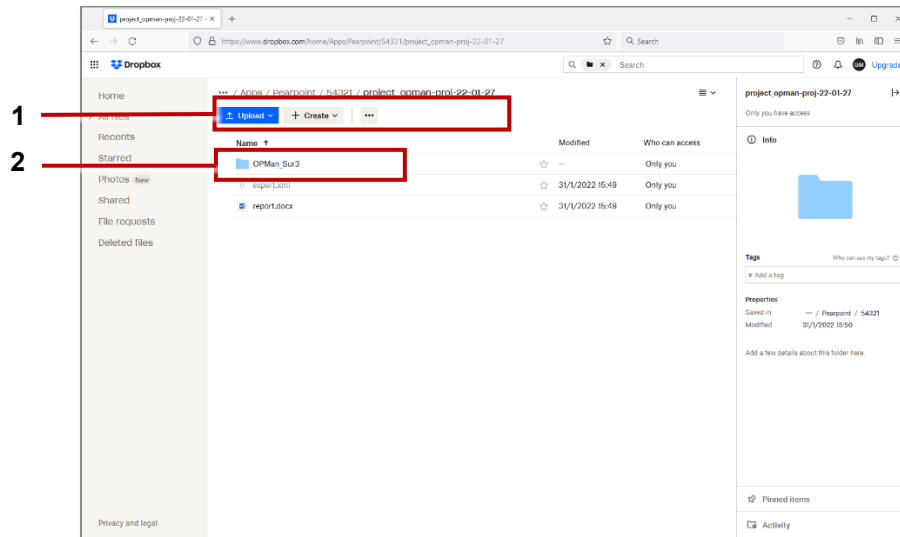 project_opman-proj-22-01-27 - ×
https://www.dropbox.com/home/Apps/Pearpoint/54321/project_opman-proj-22-01-27
Search
Dropbox
Search
GM
Upgrade
Home
All files
Recents
Starred
Photos New
Shared
File requests
Deleted files
Privacy and legal
1
2
··· / Apps / Pearpoint / 54321 / project_opman-proj-22-01-27
Upload
+ Create
···
Name ↑ Modified Who can access
OPMan_Sur3 -- Only you
export.xml 31/1/2022 15:49 Only you
report.docx 31/1/2022 15:49 Only you
project_opman-proj-22-01-27
Only you have access
Info
Tags Who can see my tags?
# Add a tag
Properties
Saved in ··· / Pearpoint / 54321
Modified 31/1/2022 15:50
Add a few details about this folder here.
Pinned items
Activity